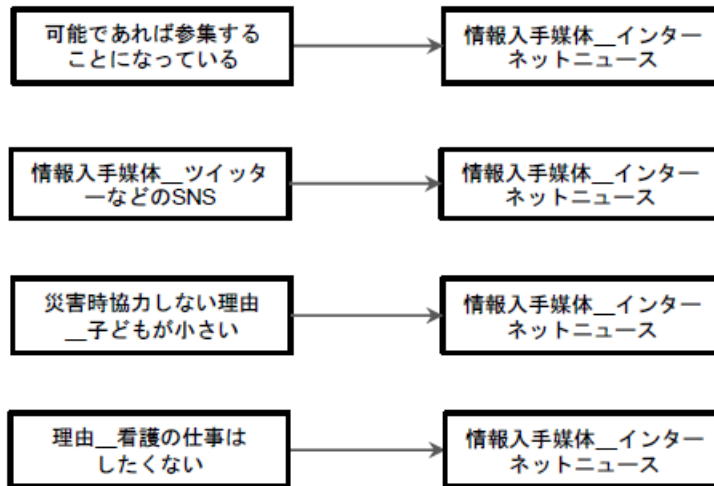 可能であれば参集する
ことになっている
情報入手媒体__インター
ネットニュース
情報入手媒体__ツイッタ
ーなどのSNS
情報入手媒体__インター
ネットニュース
災害時協力しない理由
__子どもが小さい
情報入手媒体__インター
ネットニュース
理由__看護の仕事は
したくない
情報入手媒体__インター
ネットニュース